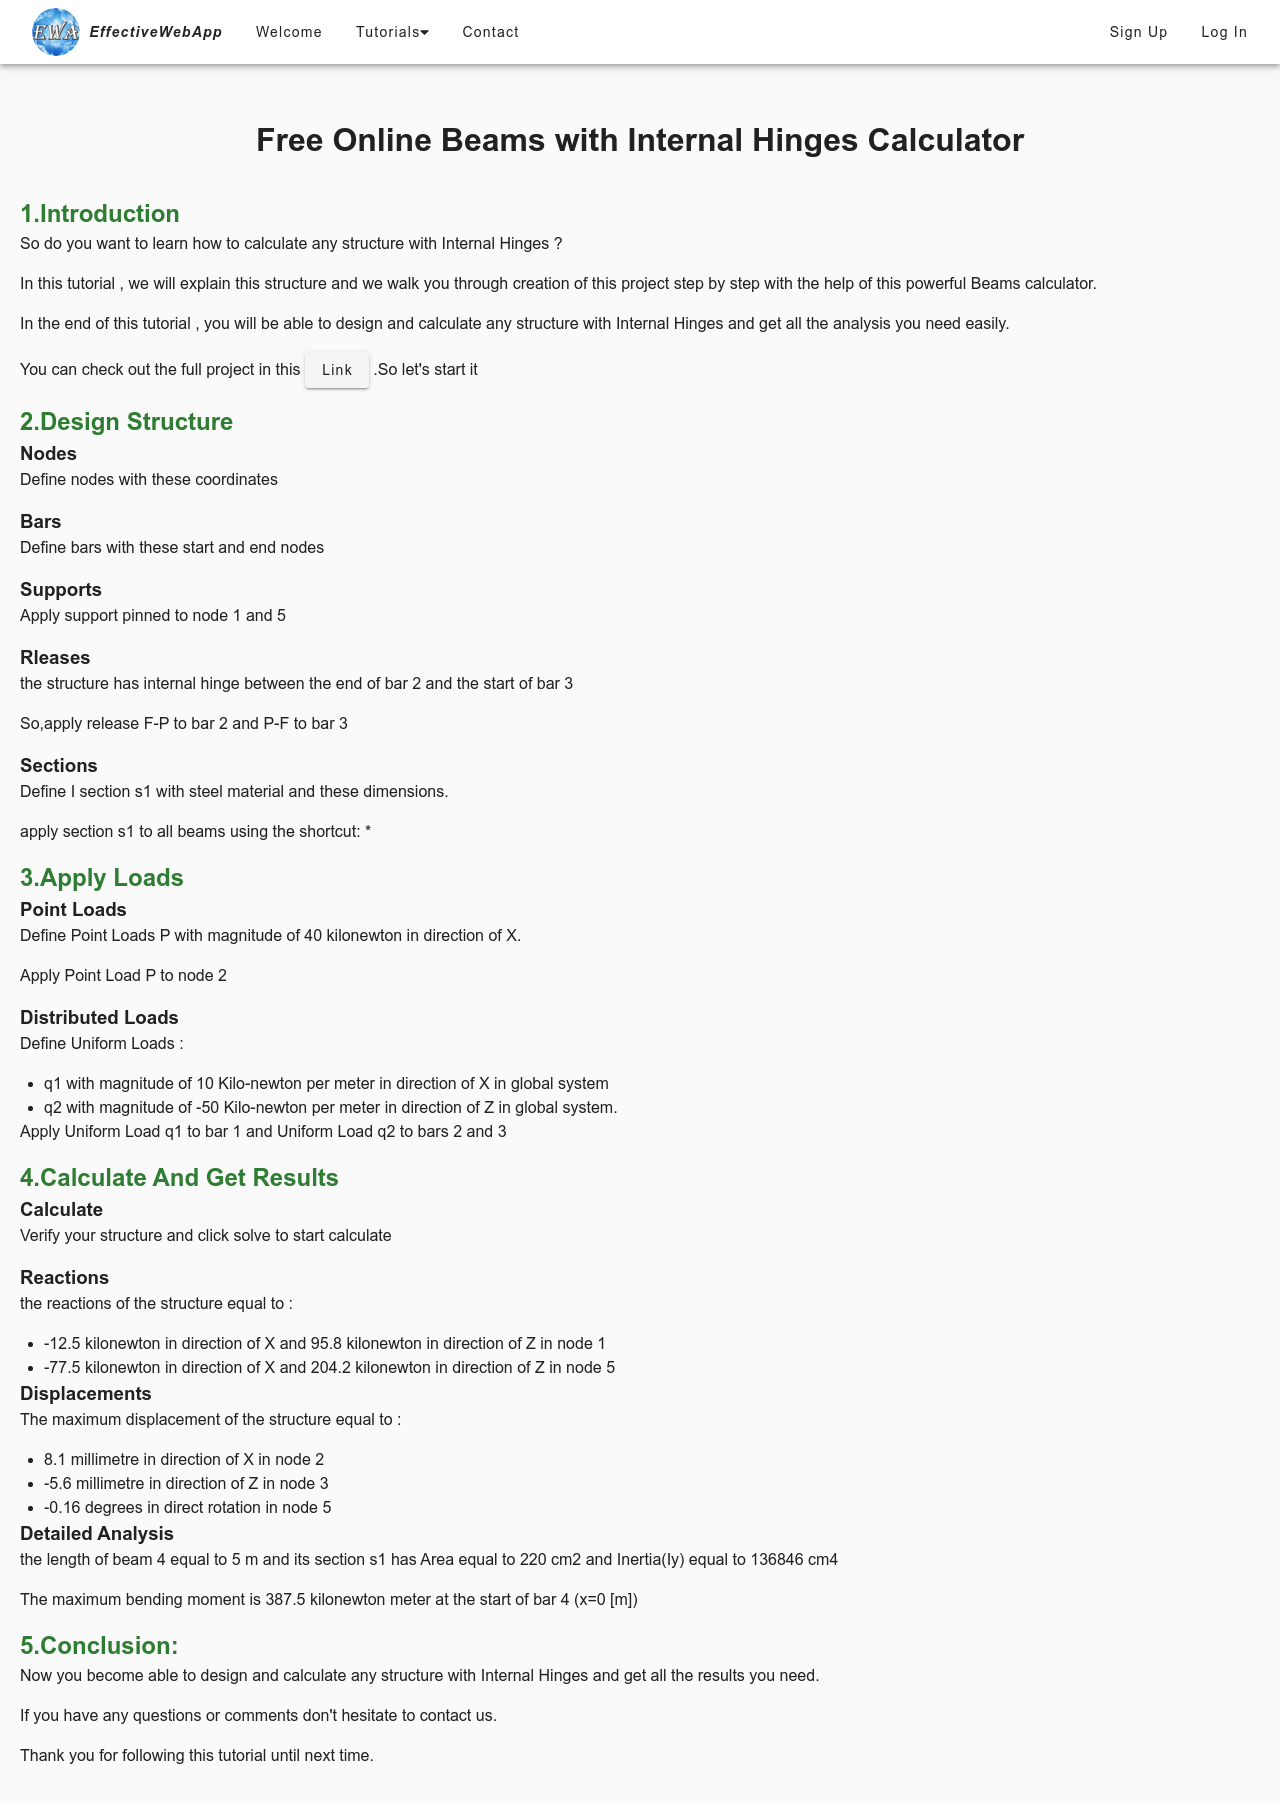 EWA EffectiveWebApp Welcome Tutorials Contact Sign Up Log In
Free Online Beams with Internal Hinges Calculator
1.Introduction
So do you want to learn how to calculate any structure with Internal Hinges ?
In this tutorial , we will explain this structure and we walk you through creation of this project step by step with the help of this powerful Beams calculator.
In the end of this tutorial , you will be able to design and calculate any structure with Internal Hinges and get all the analysis you need easily.
You can check out the full project in this Link .So let's start it
2.Design Structure
Nodes
Define nodes with these coordinates
Bars
Define bars with these start and end nodes
Supports
Apply support pinned to node 1 and 5
Rleases
the structure has internal hinge between the end of bar 2 and the start of bar 3
So,apply release F-P to bar 2 and P-F to bar 3
Sections
Define I section s1 with steel material and these dimensions.
apply section s1 to all beams using the shortcut: *
3.Apply Loads
Point Loads
Define Point Loads P with magnitude of 40 kilonewton in direction of X.
Apply Point Load P to node 2
Distributed Loads
Define Uniform Loads :
• q1 with magnitude of 10 Kilo-newton per meter in direction of X in global system
• q2 with magnitude of -50 Kilo-newton per meter in direction of Z in global system.
Apply Uniform Load q1 to bar 1 and Uniform Load q2 to bars 2 and 3
4.Calculate And Get Results
Calculate
Verify your structure and click solve to start calculate
Reactions
the reactions of the structure equal to :
• -12.5 kilonewton in direction of X and 95.8 kilonewton in direction of Z in node 1
• -77.5 kilonewton in direction of X and 204.2 kilonewton in direction of Z in node 5
Displacements
The maximum displacement of the structure equal to :
• 8.1 millimetre in direction of X in node 2
• -5.6 millimetre in direction of Z in node 3
• -0.16 degrees in direct rotation in node 5
Detailed Analysis
the length of beam 4 equal to 5 m and its section s1 has Area equal to 220 cm2 and Inertia(Iy) equal to 136846 cm4
The maximum bending moment is 387.5 kilonewton meter at the start of bar 4 (x=0 [m])
5.Conclusion:
Now you become able to design and calculate any structure with Internal Hinges and get all the results you need.
If you have any questions or comments don't hesitate to contact us.
Thank you for following this tutorial until next time.